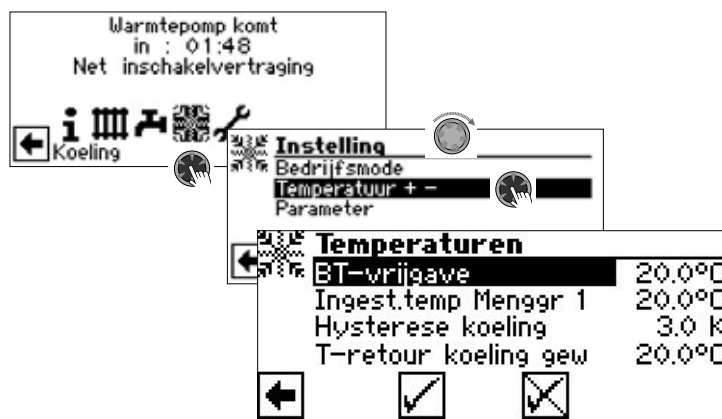 Warmtepomp komt
in : 01:48
Net inschakelvertraging
Koeling
Instelling
Bedrijfsmode
Temperatuur + -
Parameter
Temperaturen
BT-vrijgave 20.0°C
Ingest.temp Menggr 1 20.0°C
Hysterese koeling 3.0 K
T-retour koeling gew 20.0°C